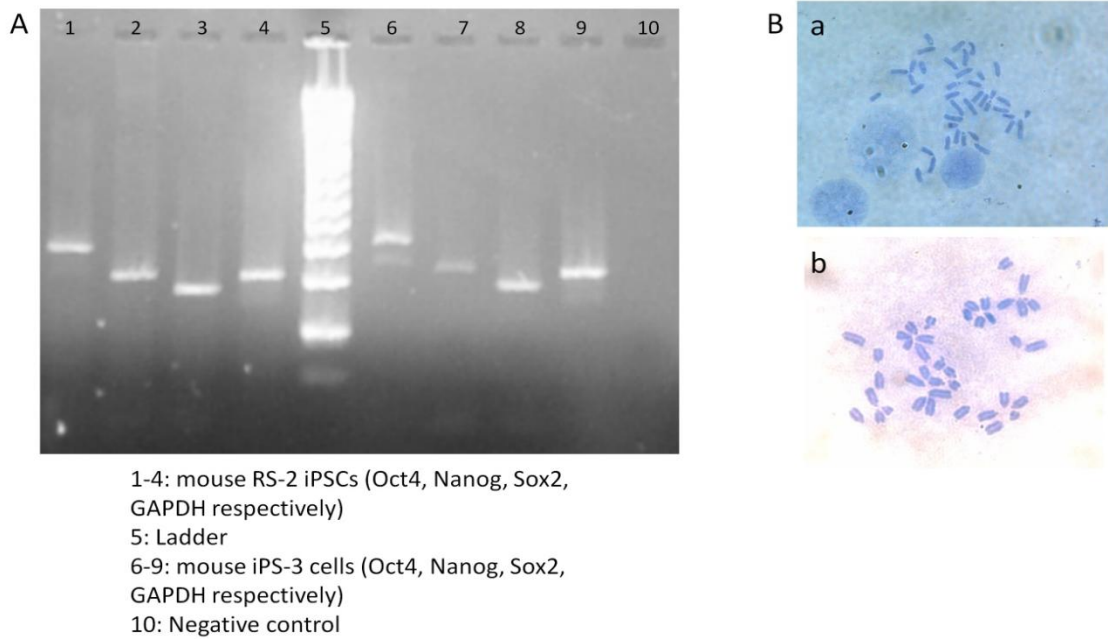 A
1 2 3 4 5 6 7 8 9 10
B
a
b
1-4: mouse RS-2 iPSCs (Oct4, Nanog, Sox2,
GAPDH respectively)
5: Ladder
6-9: mouse iPS-3 cells (Oct4, Nanog, Sox2,
GAPDH respectively)
10: Negative control